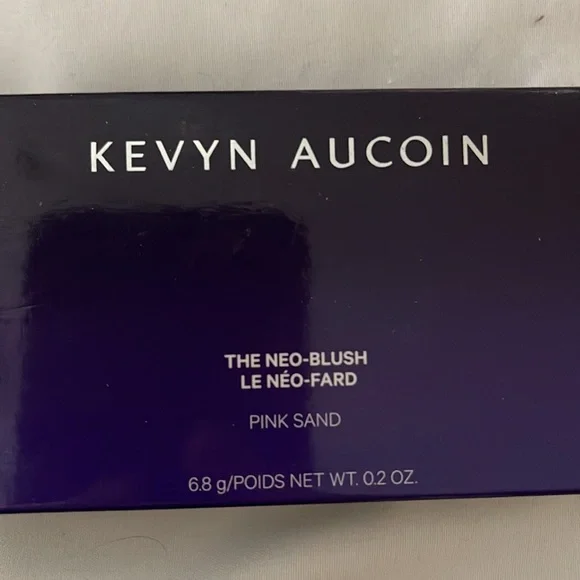 KEVYN AUCOIN
THE NEO-BLUSH
LE NÉO-FARD
PINK SAND
6.8 g/POIDS NET WT. 0.2 OZ.